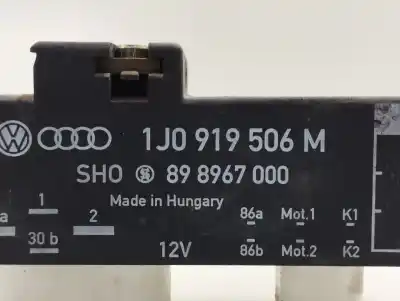 1J0 919 506 M
SHO 89 8967 000
Made in Hungary
a 1 2 86a Mot.1 K1
30 b 12V 86b Mot.2 K2